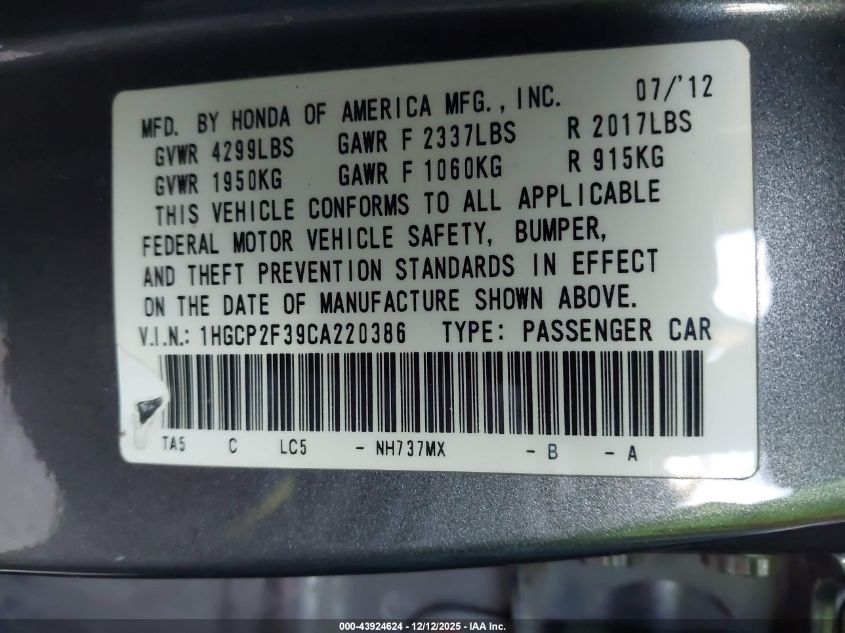 MFD. BY HONDA OF AMERICA MFG., INC. 07/'12
GVWR 4299LBS GAWR F 2337LBS R 2017LBS
GVWR 1950KG GAWR F 1060KG R 915KG
THIS VEHICLE CONFORMS TO ALL APPLICABLE
FEDERAL MOTOR VEHICLE SAFETY, BUMPER,
AND THEFT PREVENTION STANDARDS IN EFFECT
ON THE DATE OF MANUFACTURE SHOWN ABOVE.
V.I.N.: 1HGCP2F39CA220386 TYPE: PASSENGER CAR
TA5 C LC5 - NH737MX - B - A
000-43924624 - 12/12/2025 - IAA Inc.